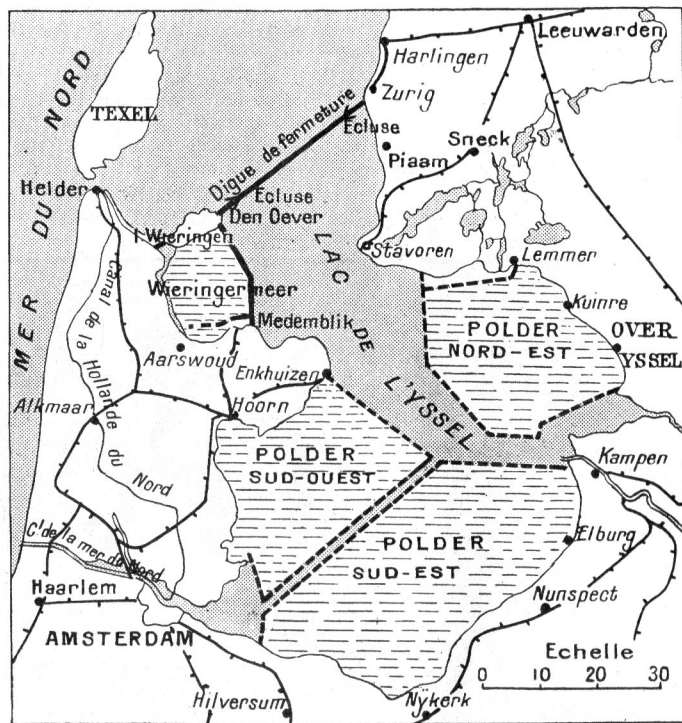 Leeuwarden
Harlingen
NORD
TEXEL
Zurig
Digue de fermeture
Ecluse
Sneck
Piaam
Helder
Ecluse
Den Oever
DU
LAC
I. Wieringen
Stavoren
Lemmer
Wieringermeer
Kuinre
Canal de la Hollande du Nord
Medemblik
DE
POLDER
NORD-EST
OVER
YSSEL
MER
Aarswoud
Enkhuizen
L'YSSEL
Alkmaar
Hoorn
POLDER
SUD-OUEST
Kampen
Cl de la mer du Nord
POLDER
SUD-EST
Elburg
Haarlem
AMSTERDAM
Nunspect
Echelle
0 10 20 30
Hilversum
Nÿkerk